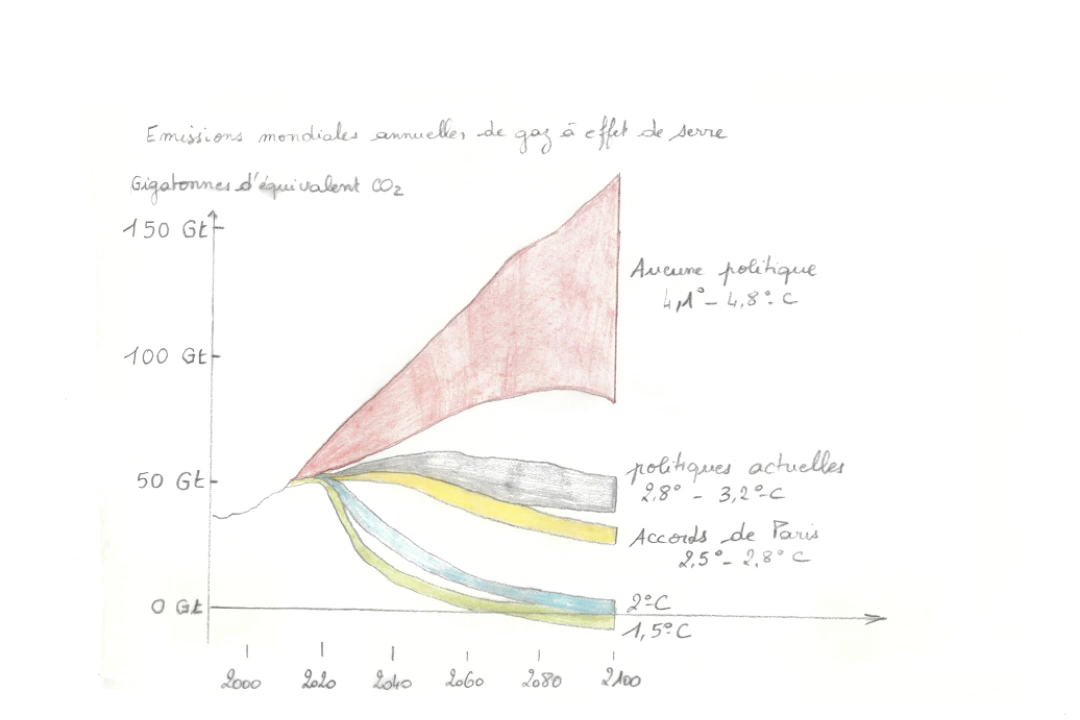 Emissions mondiales annuelles de gaz à effet de serre
Gigatonnes d'équivalent CO2
150 Gt
Aucune politique
4,1° - 4,8° C
100 Gt
politiques actuelles
2,8° - 3,2° C
50 Gt
Accords de Paris
2,5° - 2,8° C
0 Gt
2°C
1,5°C
2000 2020 2040 2060 2080 2100